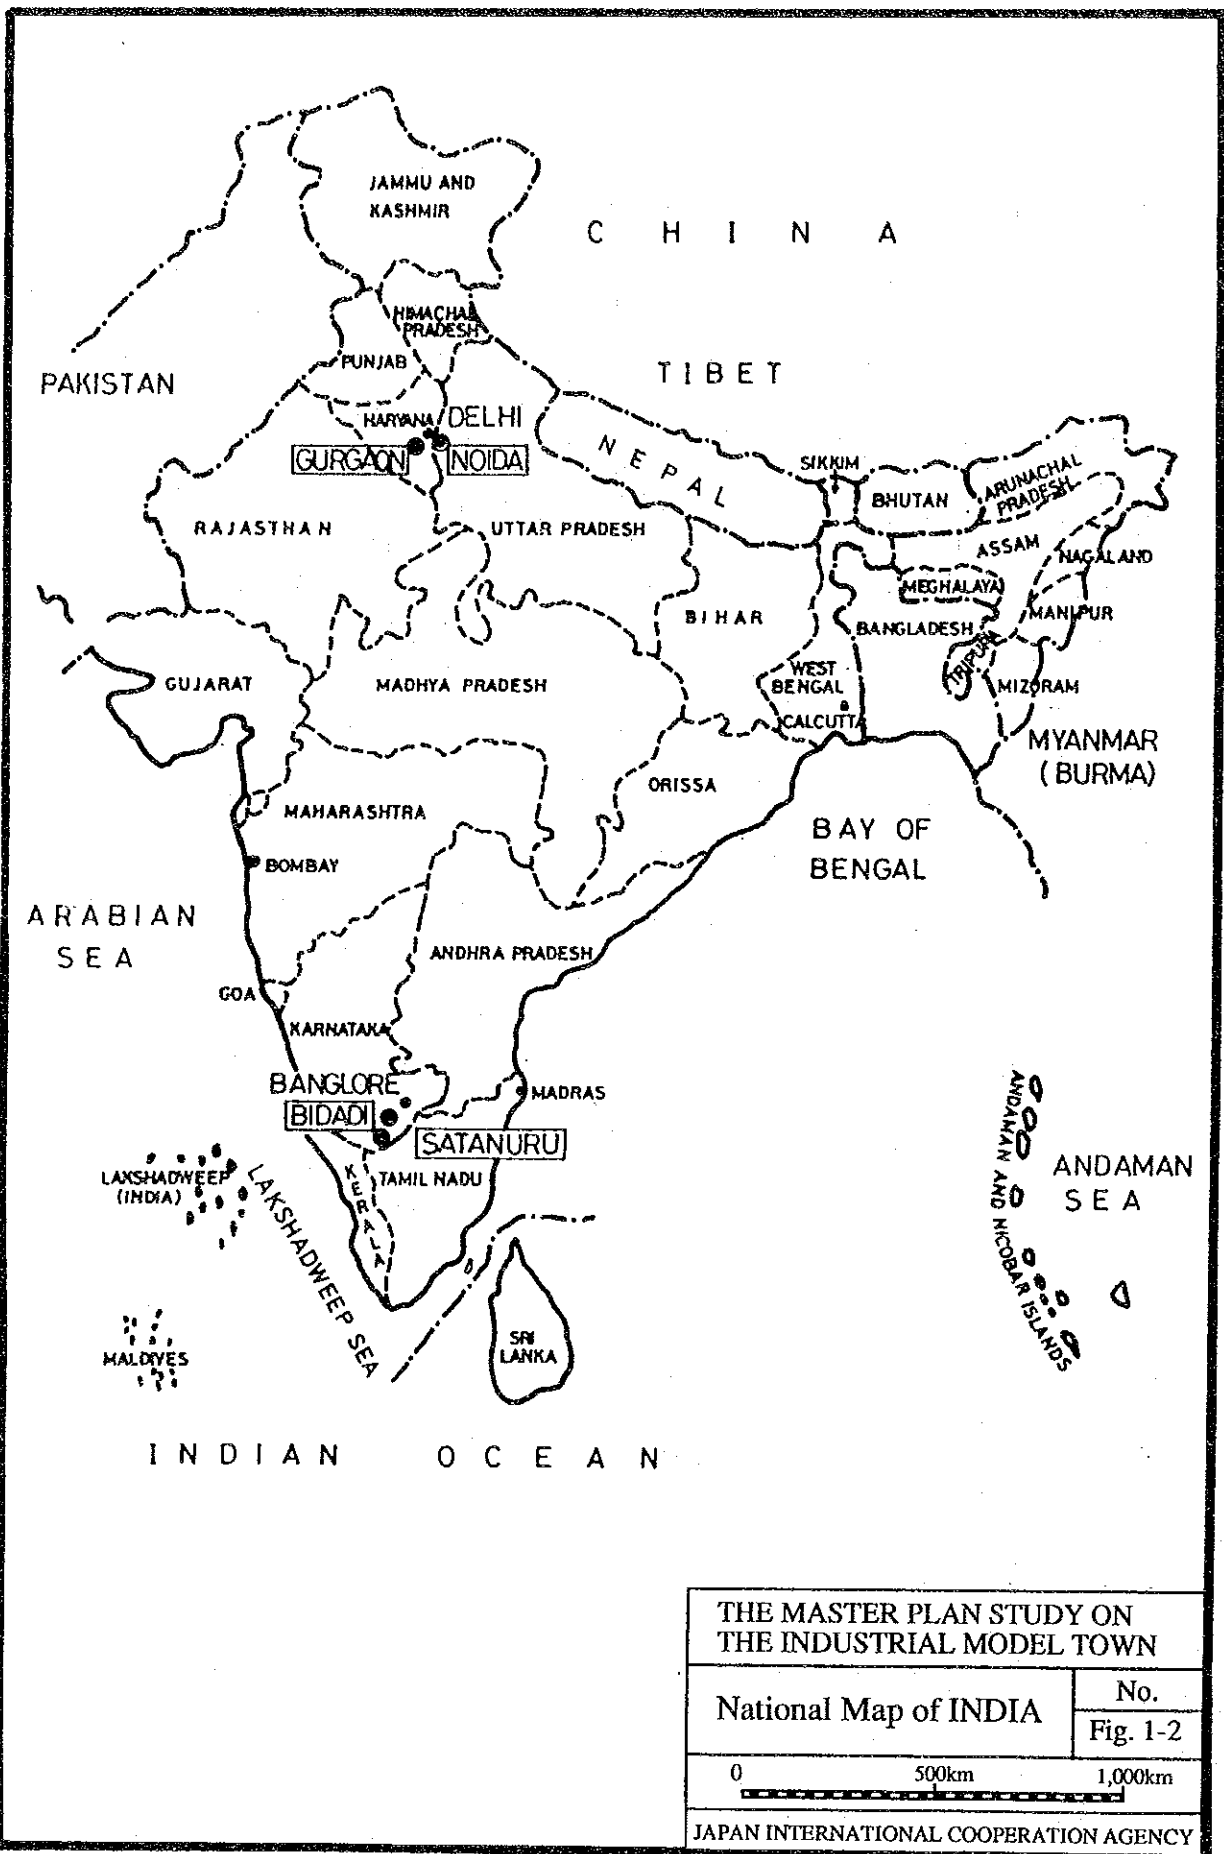 JAMMU AND
KASHMIR
C H I N A
HIMACHAL
PRADESH
PUNJAB
PAKISTAN
TIBET
HARYANA
DELHI
GURGAON
NOIDA
NEPAL
SIKKIM
BHUTAN
ARUNACHAL
PRADESH
RAJASTHAN
UTTAR PRADESH
ASSAM
NAGALAND
MEGHALAYA
BIHAR
BANGLADESH
MANIPUR
TRIPURA
GUJARAT
MADHYA PRADESH
WEST
BENGAL
MIZORAM
CALCUTTA
MYANMAR
(BURMA)
ORISSA
MAHARASHTRA
BAY OF
BENGAL
BOMBAY
ARABIAN
SEA
ANDHRA PRADESH
GOA
KARNATAKA
BANGLORE
BIDADI
MADRAS
SATANURU
ANDAMAN AND NICOBAR ISLANDS
ANDAMAN
SEA
LAKSHADWEEP
(INDIA)
LAKSHADWEEP SEA
KERALA
TAMIL NADU
SRI
LANKA
MALDIVES
INDIAN OCEAN
THE MASTER PLAN STUDY ON
THE INDUSTRIAL MODEL TOWN
National Map of INDIA
No.
Fig. 1-2
0 500km 1,000km
JAPAN INTERNATIONAL COOPERATION AGENCY